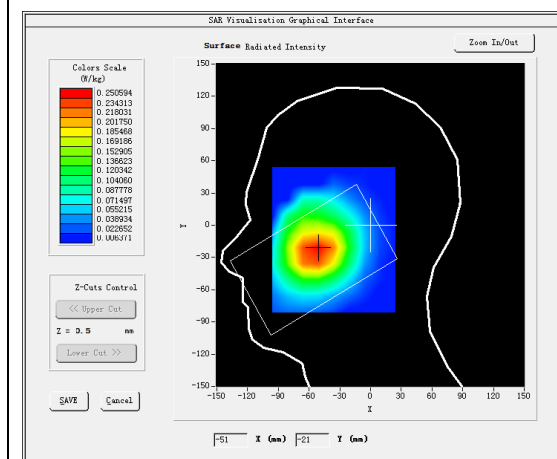 SAR Visualisation Graphical Interface
Surface Radiated Intensity
Zoom In/Out
Colors Scale
(W/kg)
0.250594
0.234313
0.218031
0.201750
0.185468
0.169186
0.152905
0.136623
0.120342
0.104060
0.087778
0.071497
0.055215
0.038934
0.022652
0.006371
Z-Cuts Control
<< Upper Cut
Z = 0.5 mm
Lower Cut >>
SAVE Cancel
150
120
90
60
30
0
-30
-60
-90
-120
-150
Y
-150 -120 -90 -60 -30 0 30 60 90 120 150
X
-51 X (mm) -21 Y (mm)